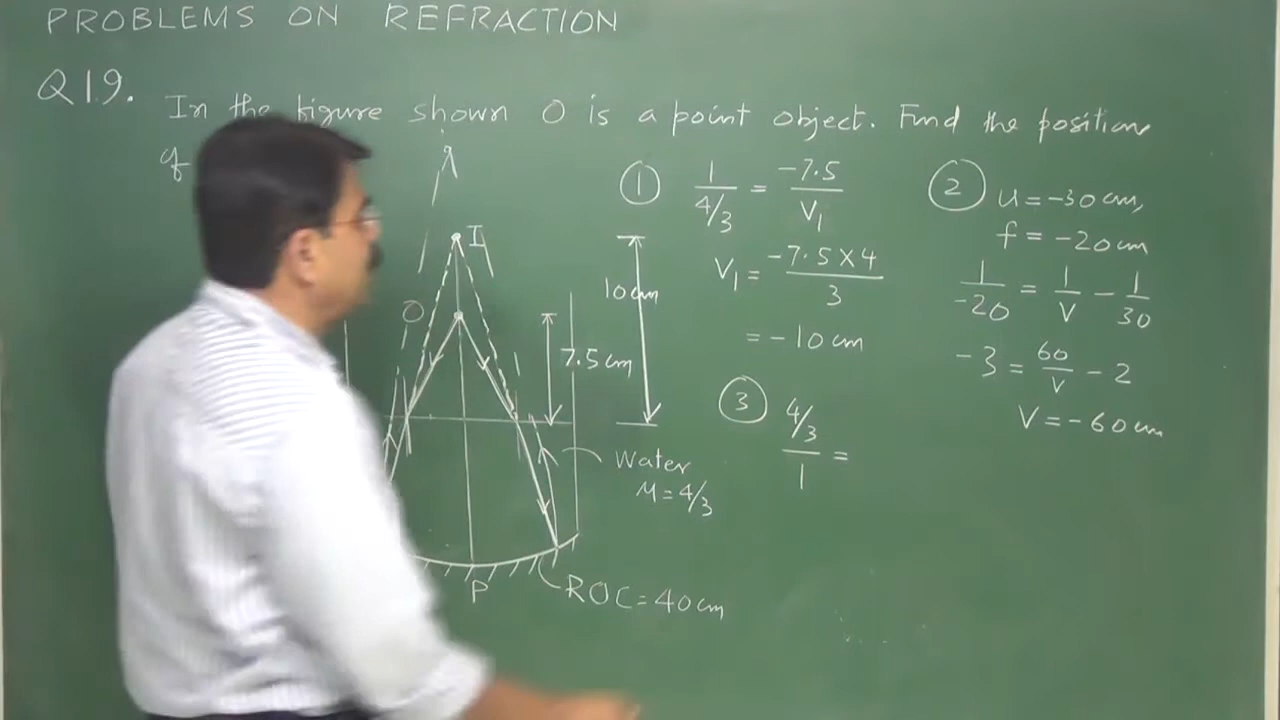 PROBLEMS ON REFRACTION
Q19.
In the figure shown O is a point object. Find the position
of
① 1/(4/3) = -7.5/V₁
V₁ = -7.5 X 4/3
= -10 cm
② u = -30 cm,
f = -20 cm
1/-20 = 1/V - 1/30
-3 = 60/V - 2
V = -60 cm
③ (4/3)/1 =
I
O
10cm
7.5cm
Water
μ = 4/3
P
ROC = 40 cm